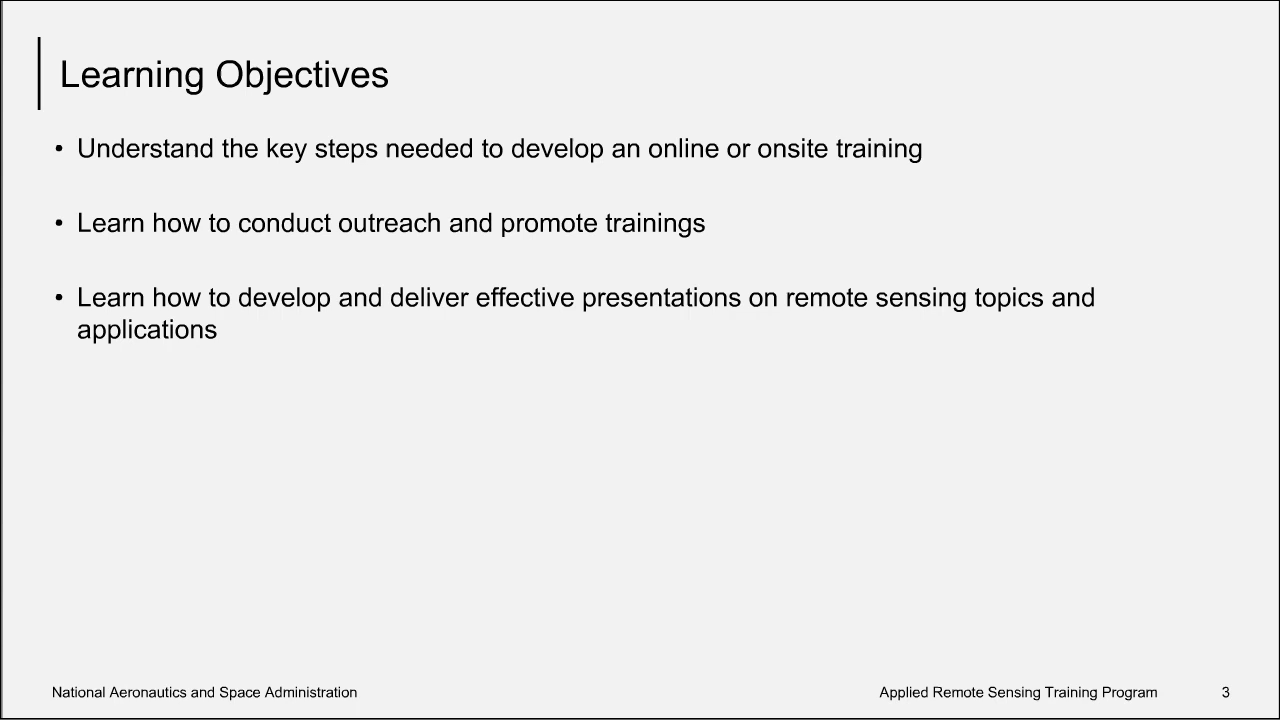 Learning Objectives
• Understand the key steps needed to develop an online or onsite training
• Learn how to conduct outreach and promote trainings
• Learn how to develop and deliver effective presentations on remote sensing topics and
applications
National Aeronautics and Space Administration
Applied Remote Sensing Training Program
3